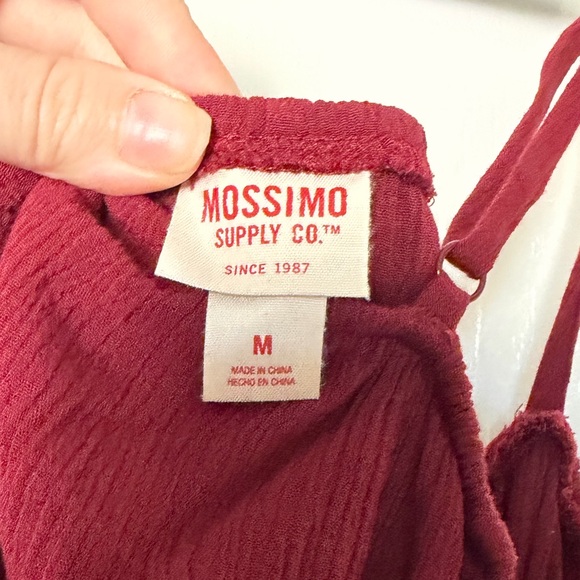 MOSSIMO
SUPPLY CO.™
SINCE 1987
M
MADE IN CHINA
HECHO EN CHINA